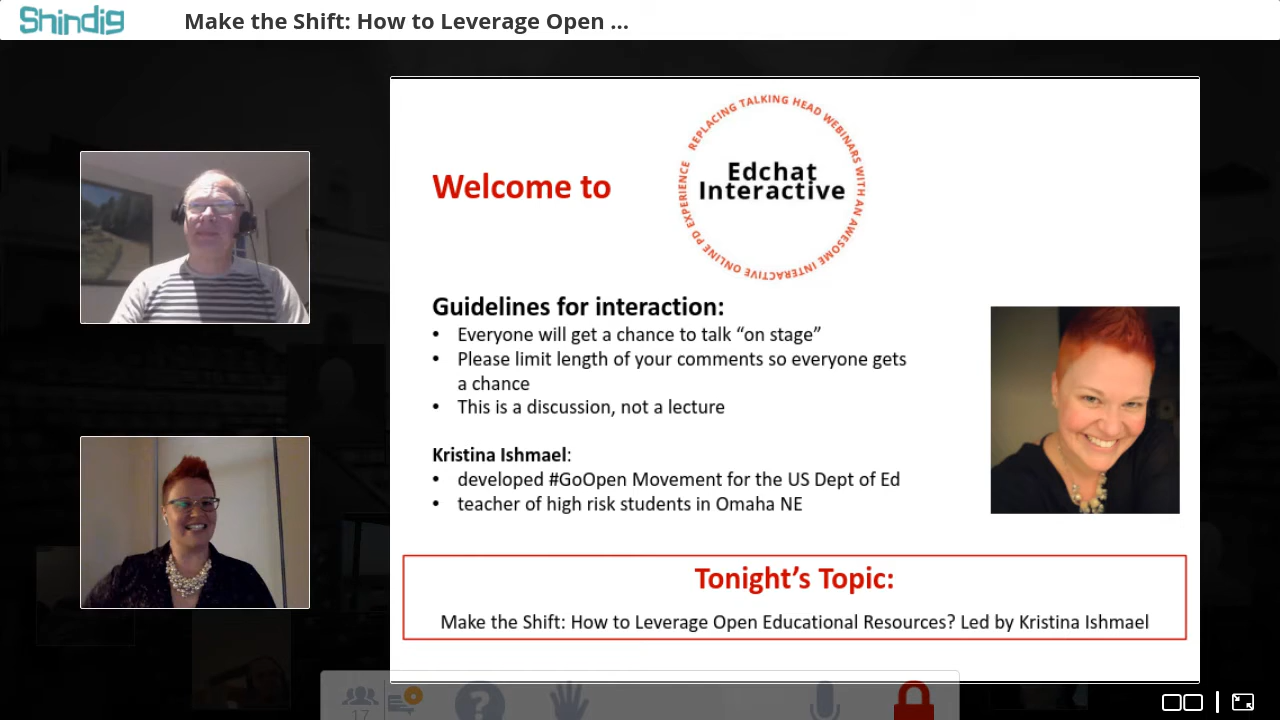 Shindig
Make the Shift: How to Leverage Open ...
Welcome to
REPLACING TALKING HEAD WEBINARS WITH AN AWESOME INTERACTIVE ONLINE PD EXPERIENCE
Edchat
Interactive
Guidelines for interaction:
• Everyone will get a chance to talk “on stage”
• Please limit length of your comments so everyone gets
a chance
• This is a discussion, not a lecture
Kristina Ishmael:
• developed #GoOpen Movement for the US Dept of Ed
• teacher of high risk students in Omaha NE
Tonight’s Topic:
Make the Shift: How to Leverage Open Educational Resources? Led by Kristina Ishmael
17